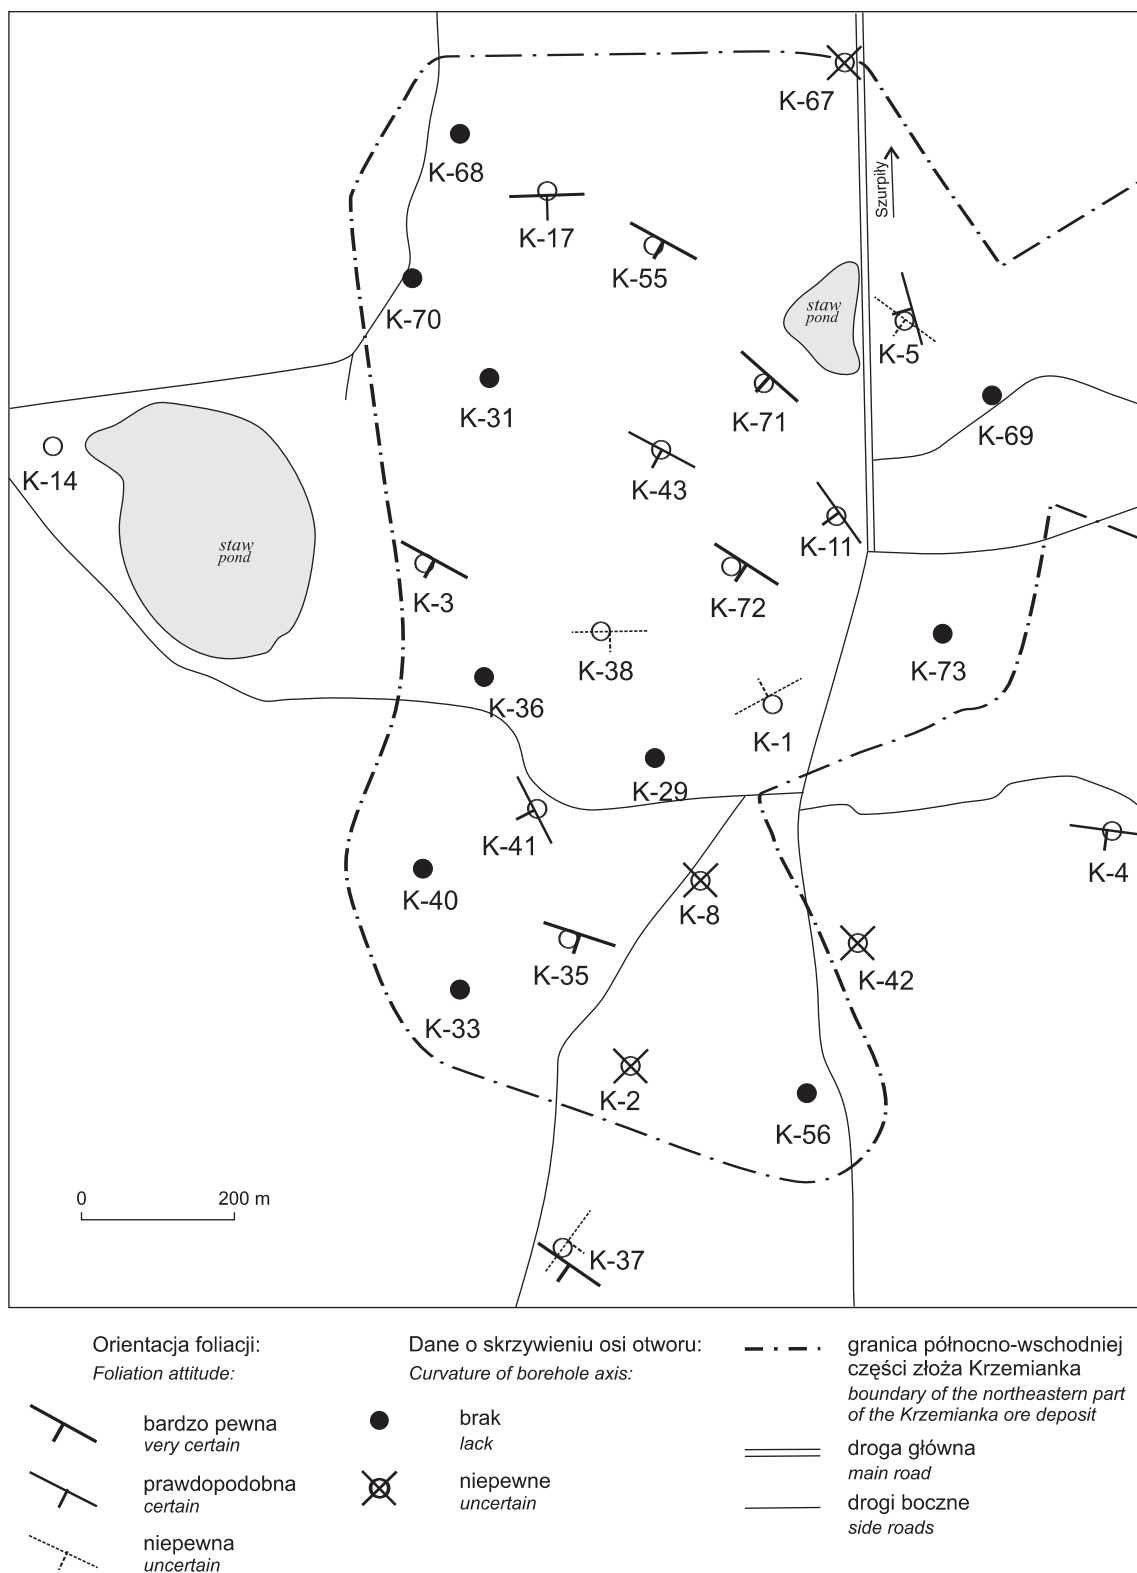 K-67
K-68
Szurpiły
K-17
K-55
K-70
staw
pond
K-5
K-31
K-71
K-69
K-14
K-43
K-11
staw
pond
K-3
K-72
K-38
K-73
K-36
K-1
K-29
K-41
K-4
K-40
K-8
K-35
K-42
K-33
K-2
K-56
0 200 m
K-37
Orientacja foliacji:
Foliation attitude:
bardzo pewna
very certain
prawdopodobna
certain
niepewna
uncertain
Dane o skrzywieniu osi otworu:
Curvature of borehole axis:
brak
lack
niepewne
uncertain
granica północno-wschodniej
części złoża Krzemianka
boundary of the northeastern part
of the Krzemianka ore deposit
droga główna
main road
drogi boczne
side roads